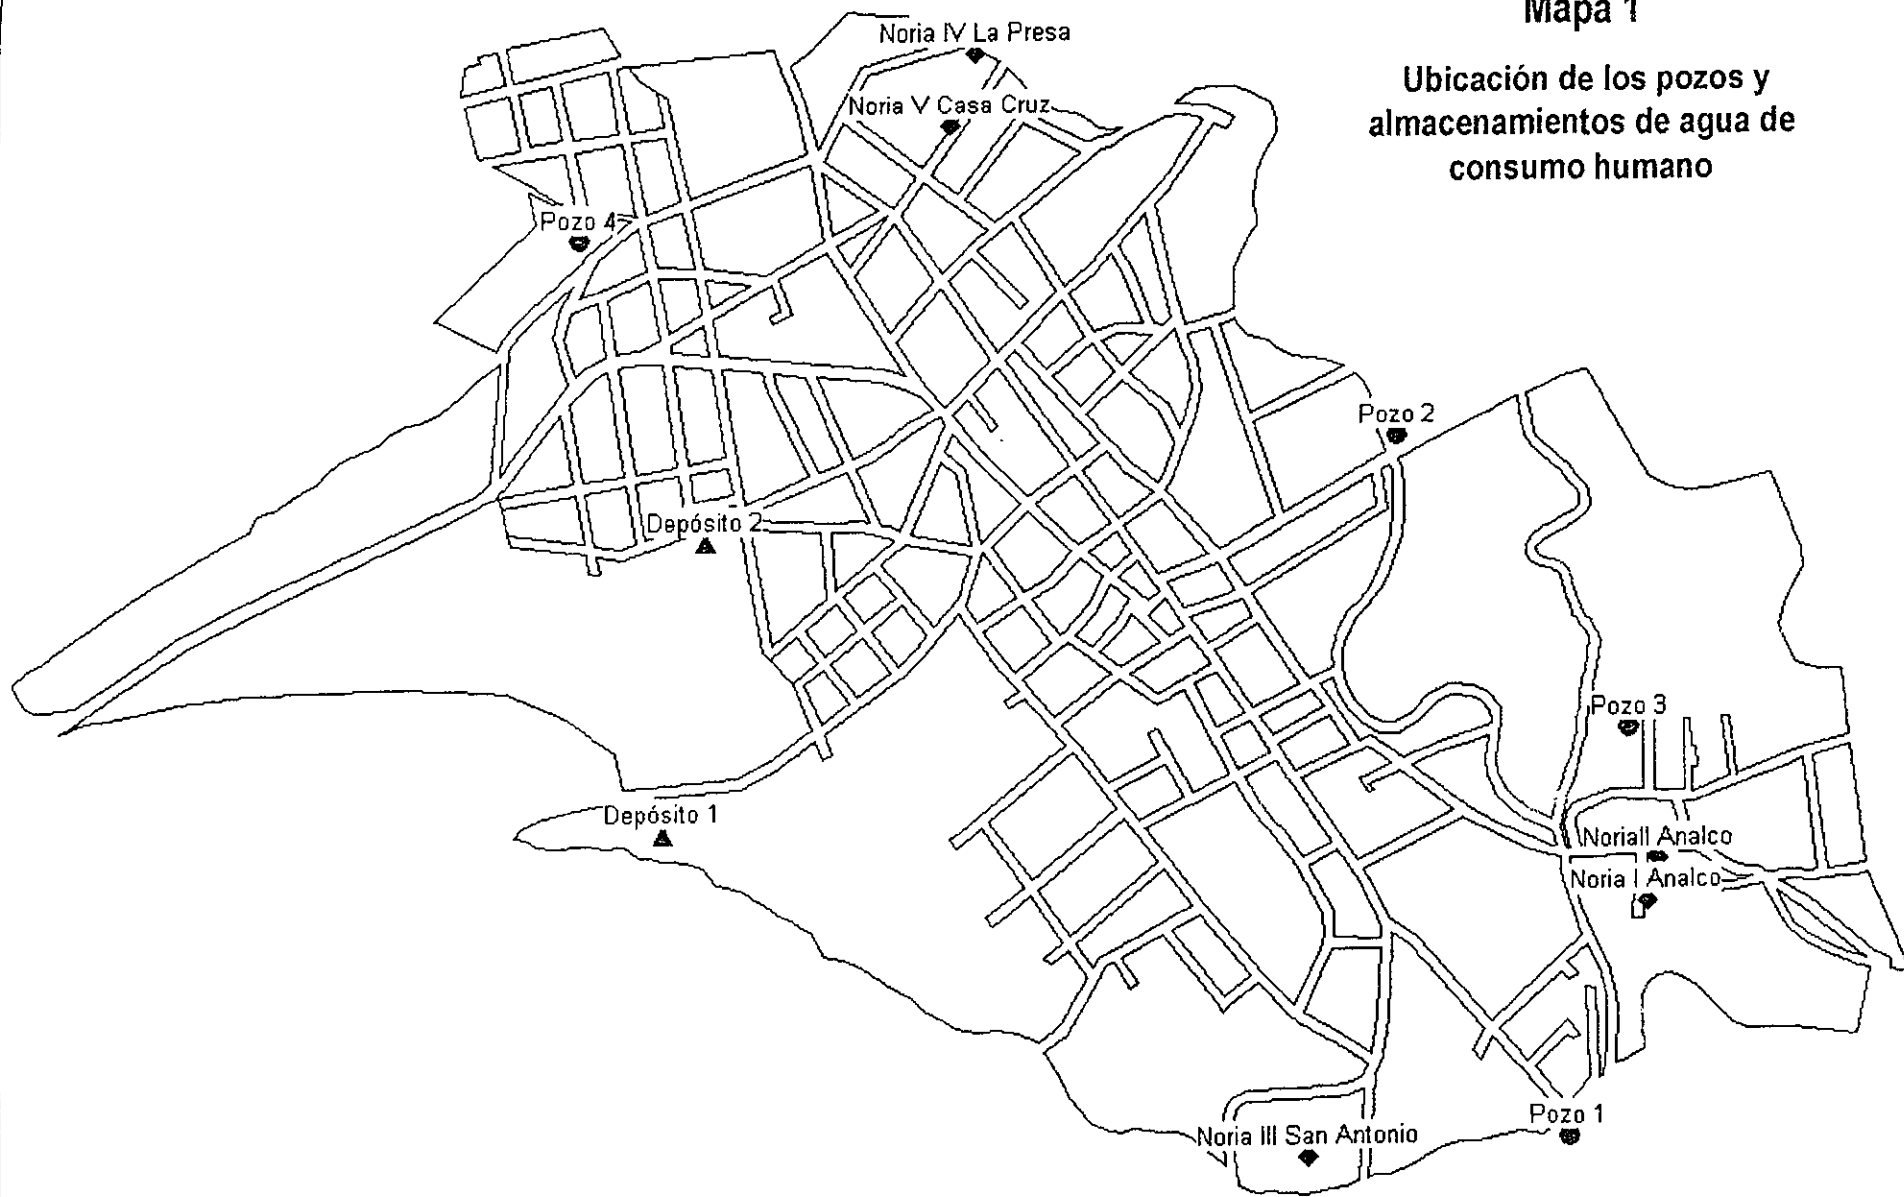 Mapa 1
Ubicación de los pozos y
almacenamientos de agua de
consumo humano
Noria IV La Presa
Noria V Casa Cruz
Pozo 4
Pozo 2
Depósito 2
Pozo 3
Depósito 1
NoriaII Analco
Noria I Analco
Pozo 1
Noria III San Antonio